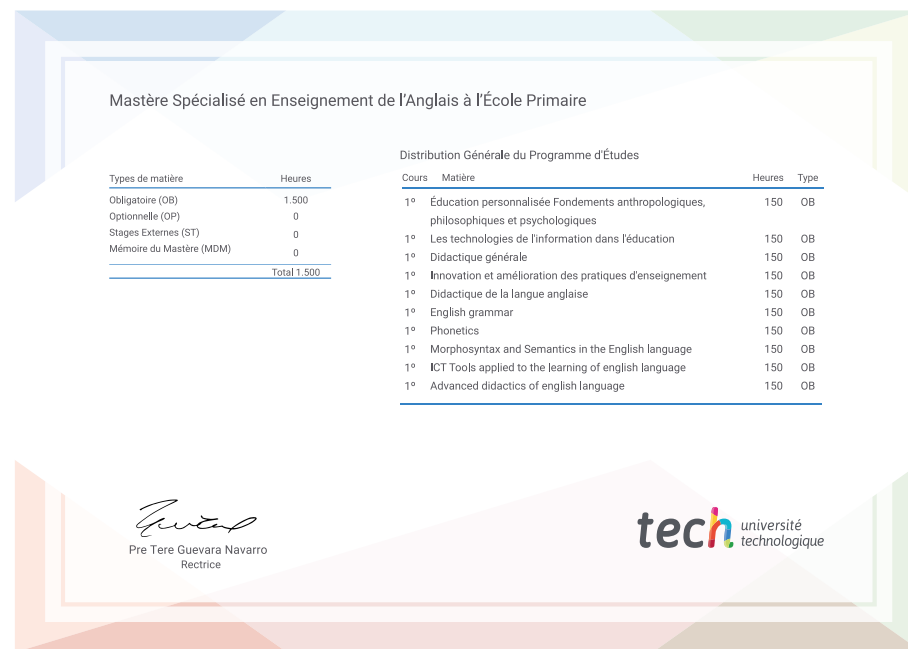 Mastère Spécialisé en Enseignement de l'Anglais à l'École Primaire
Types de matière Heures
Obligatoire (OB) 1.500
Optionnelle (OP) 0
Stages Externes (ST) 0
Mémoire du Mastère (MDM) 0
Total 1.500
Distribution Générale du Programme d'Études
Cours Matière Heures Type
1º Éducation personnalisée Fondements anthropologiques, 150 OB
philosophiques et psychologiques
1º Les technologies de l'information dans l'éducation 150 OB
1º Didactique générale 150 OB
1º Innovation et amélioration des pratiques d'enseignement 150 OB
1º Didactique de la langue anglaise 150 OB
1º English grammar 150 OB
1º Phonetics 150 OB
1º Morphosyntax and Semantics in the English language 150 OB
1º ICT Tools applied to the learning of english language 150 OB
1º Advanced didactics of english language 150 OB
Pre Tere Guevara Navarro
Rectrice
tech université
technologique